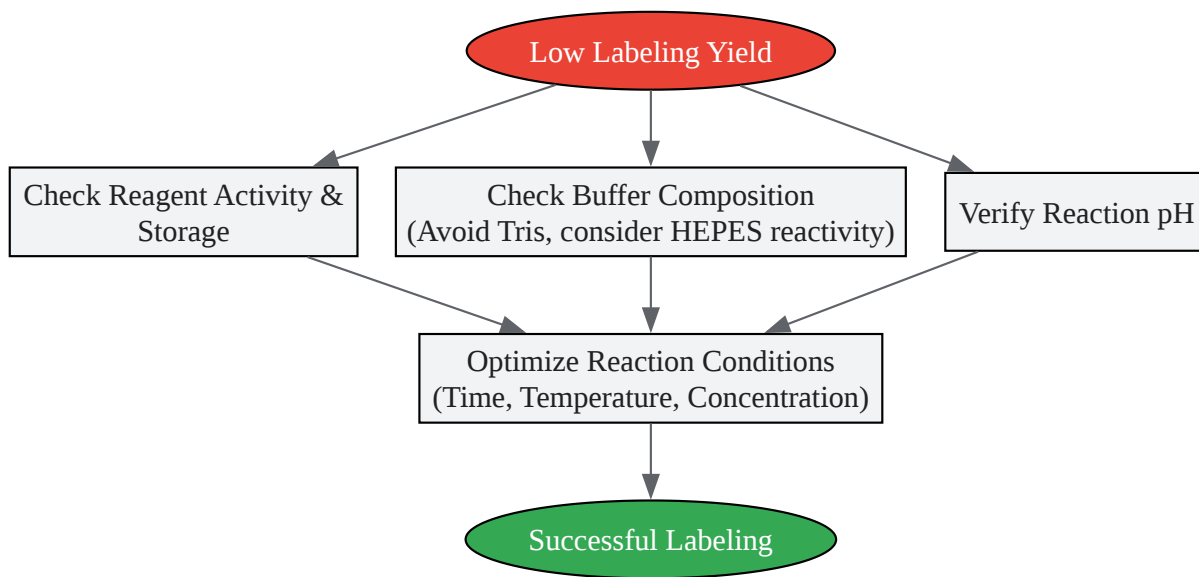 Low Labeling Yield
Check Reagent Activity &
Storage
Check Buffer Composition
(Avoid Tris, consider HEPES reactivity)
Verify Reaction pH
Optimize Reaction Conditions
(Time, Temperature, Concentration)
Successful Labeling